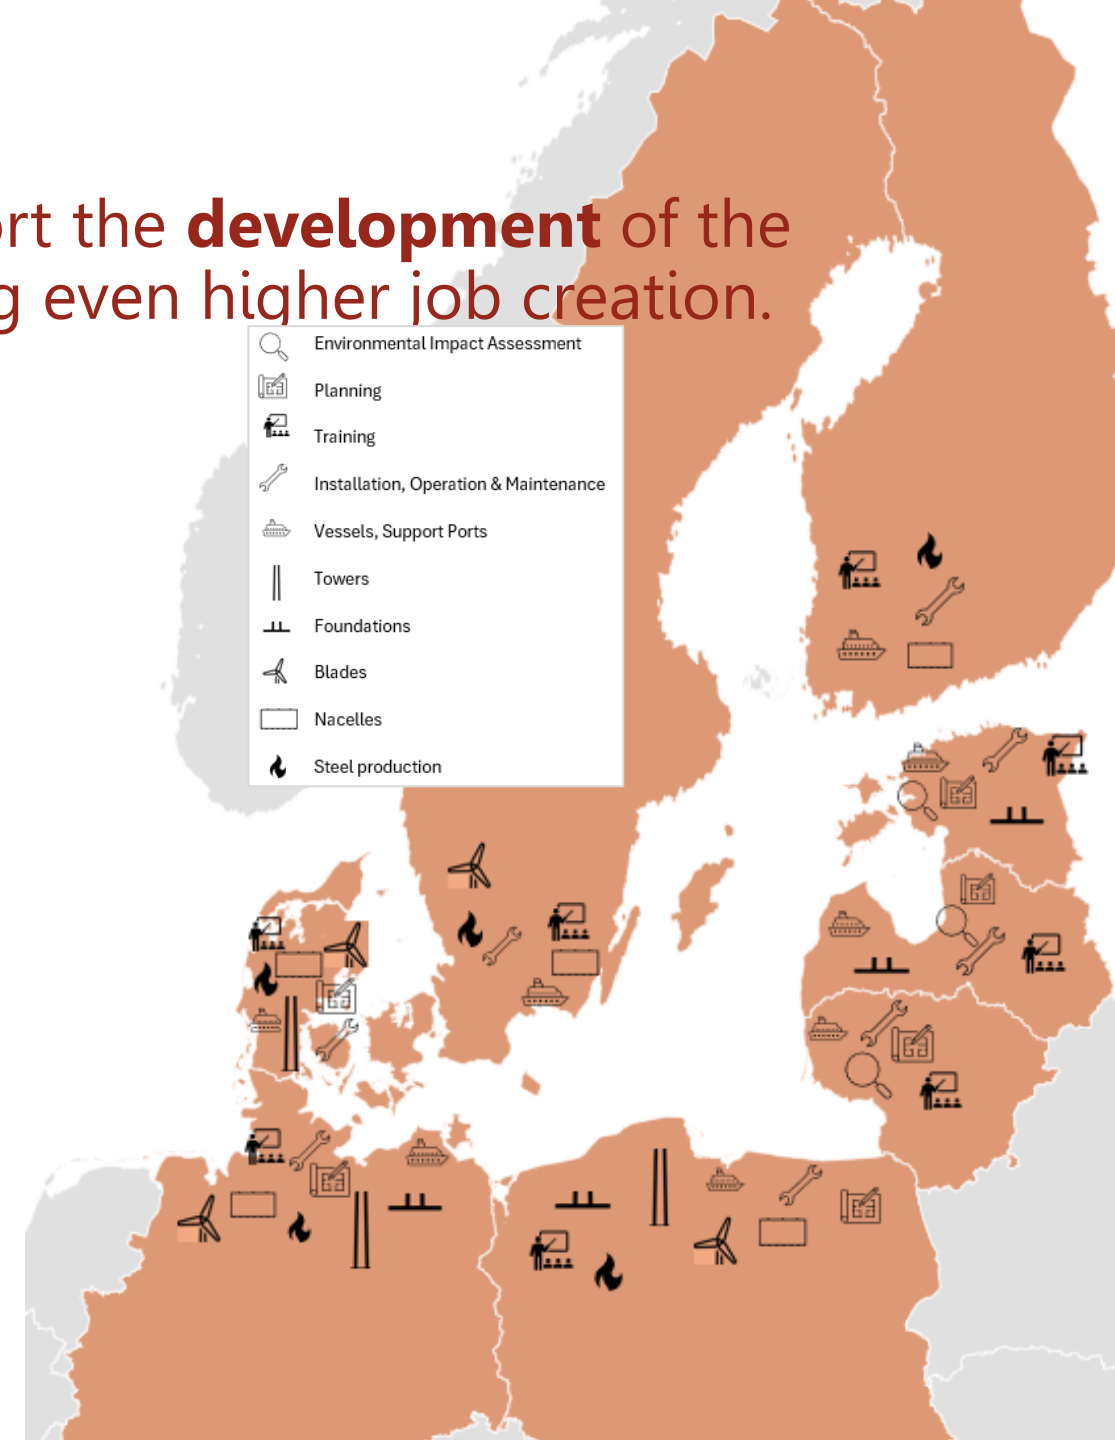 ort the development of the
g even higher job creation.
Environmental Impact Assessment
Planning
Training
Installation, Operation & Maintenance
Vessels, Support Ports
Towers
Foundations
Blades
Nacelles
Steel production